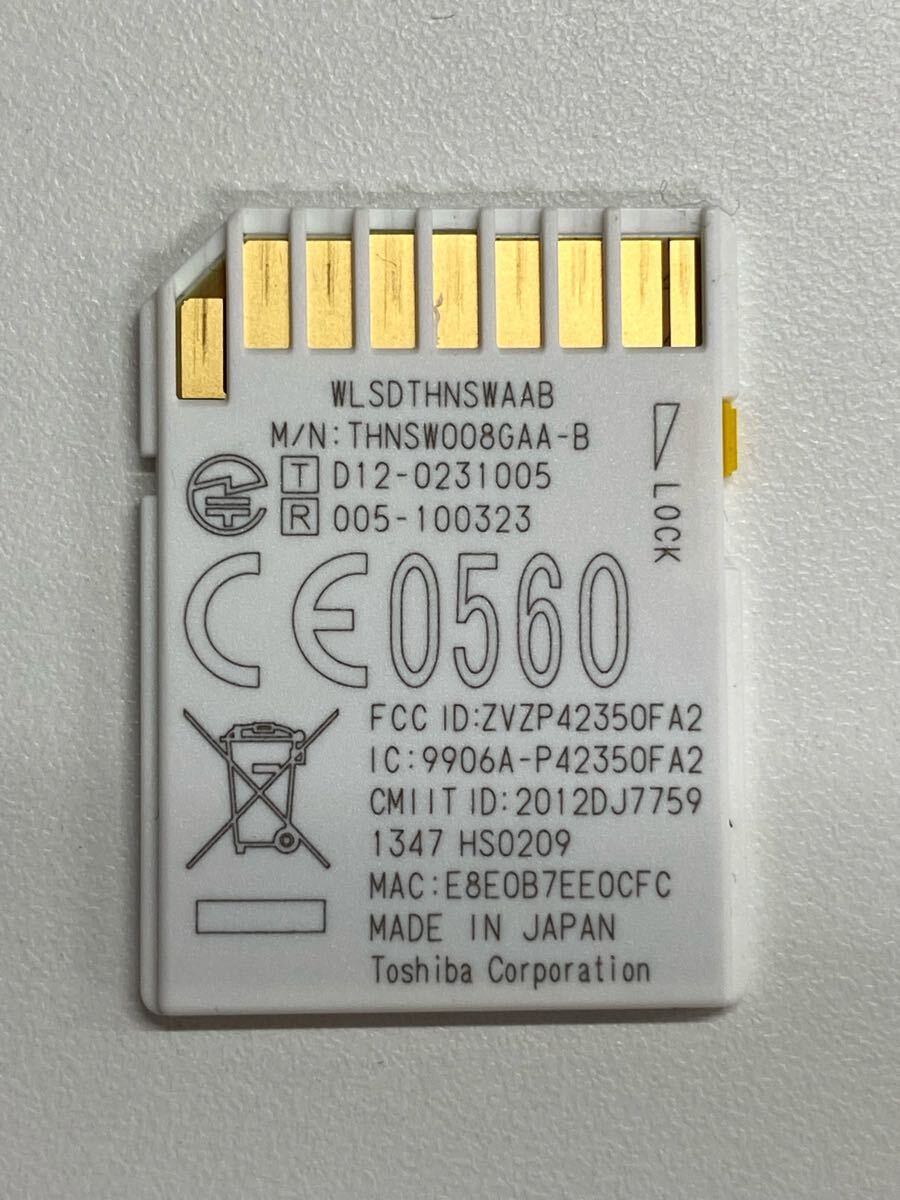 WLSDTHNSWAAB
M/N:THNSW008GAA-B
T D12-0231005
R 005-100323
LOCK
CE0560
FCC ID:ZVZP42350FA2
IC:9906A-P42350FA2
CMIIT ID:2012DJ7759
1347 HS0209
MAC:E8E0B7EE0CFC
MADE IN JAPAN
Toshiba Corporation